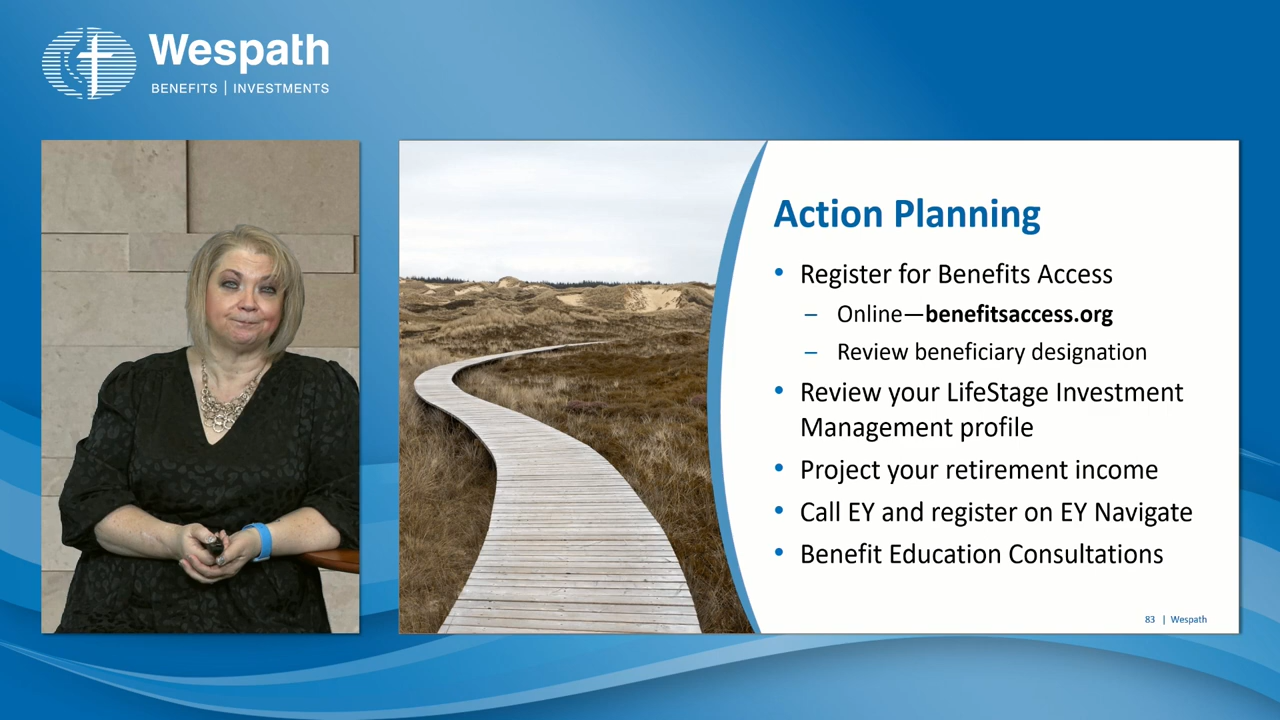 Wespath
BENEFITS | INVESTMENTS
Action Planning
• Register for Benefits Access
– Online—benefitsaccess.org
– Review beneficiary designation
• Review your LifeStage Investment
Management profile
• Project your retirement income
• Call EY and register on EY Navigate
• Benefit Education Consultations
83 | Wespath